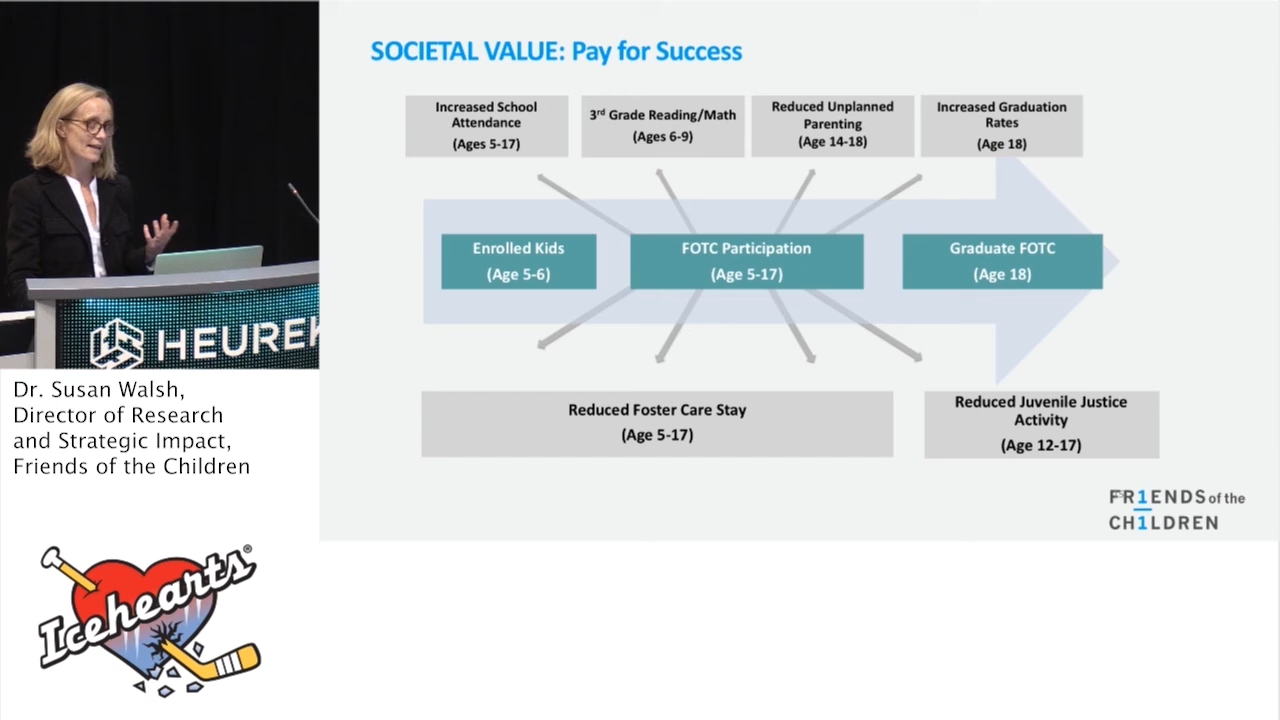 SOCIETAL VALUE: Pay for Success
Increased School
Attendance
(Ages 5-17)
3rd Grade Reading/Math
(Ages 6-9)
Reduced Unplanned
Parenting
(Age 14-18)
Increased Graduation
Rates
(Age 18)
Enrolled Kids
(Age 5-6)
FOTC Participation
(Age 5-17)
Graduate FOTC
(Age 18)
Reduced Foster Care Stay
(Age 5-17)
Reduced Juvenile Justice
Activity
(Age 12-17)
FR1ENDS of the
CH1LDREN
HEUREK
Dr. Susan Walsh,
Director of Research
and Strategic Impact,
Friends of the Children
Icehearts®